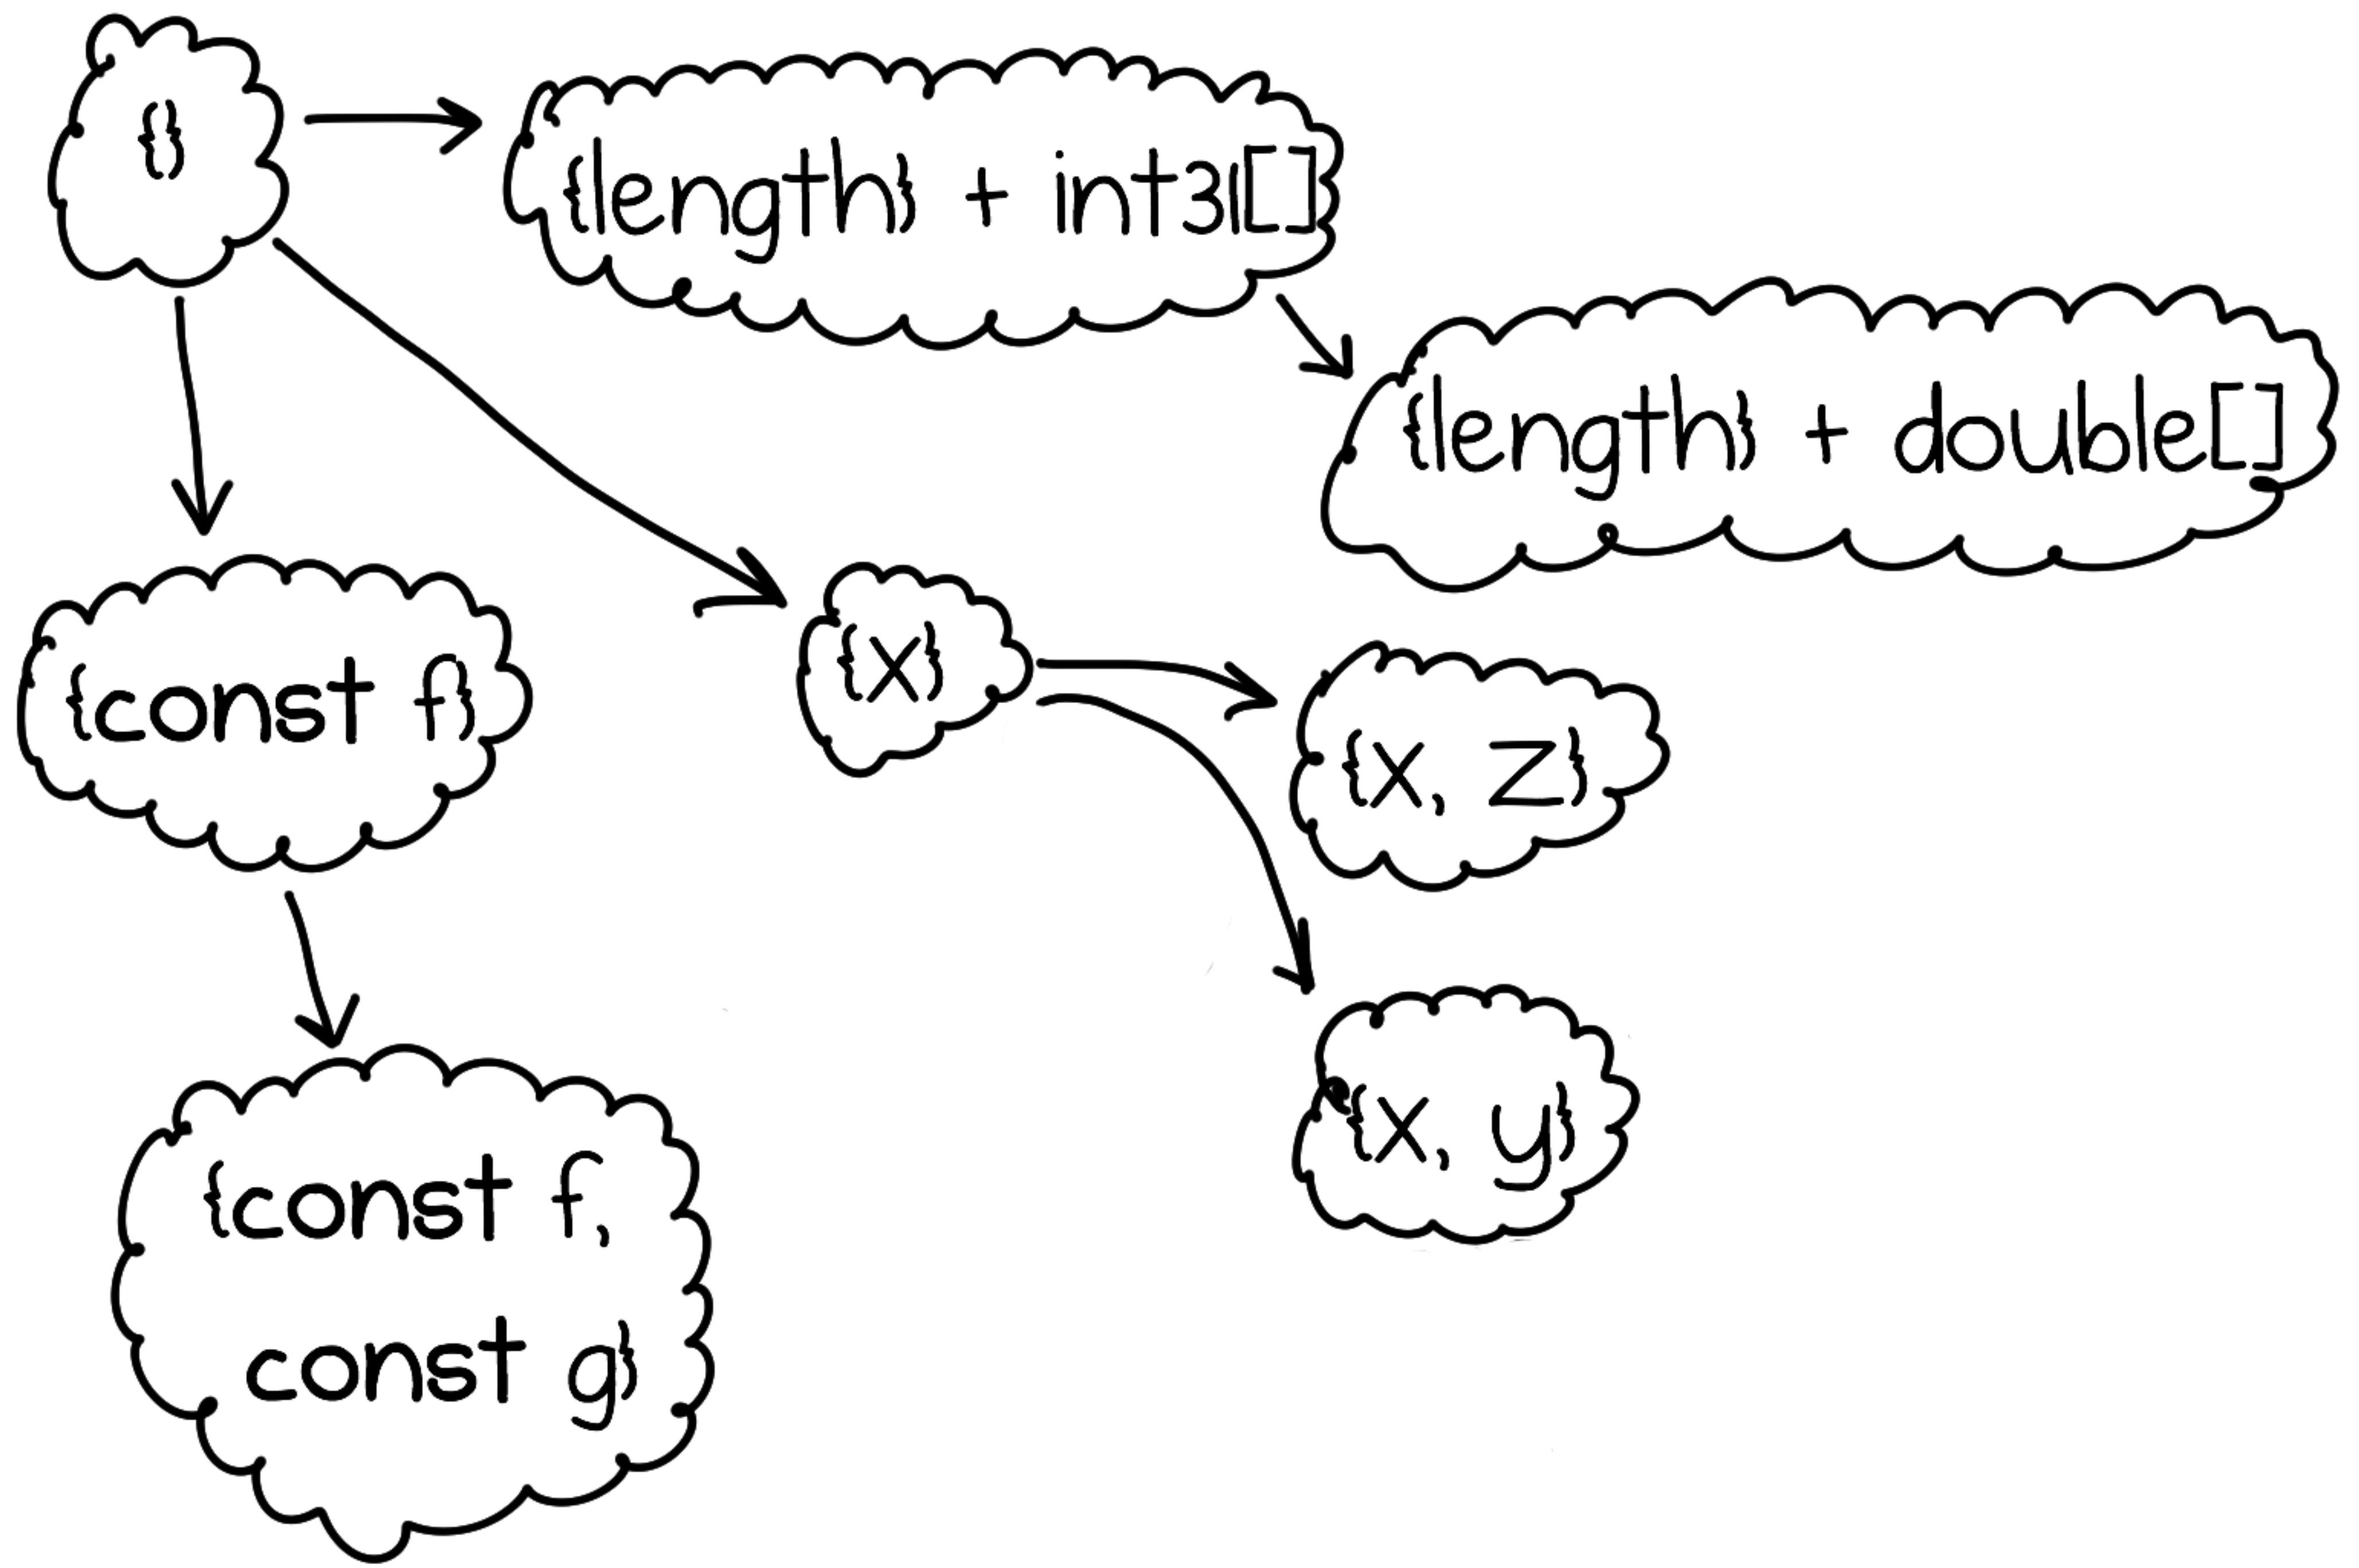 {}
{length} + int31[]
{length} + double[]
{const f}
{x}
{x, z}
{x, y}
{const f,
const g}